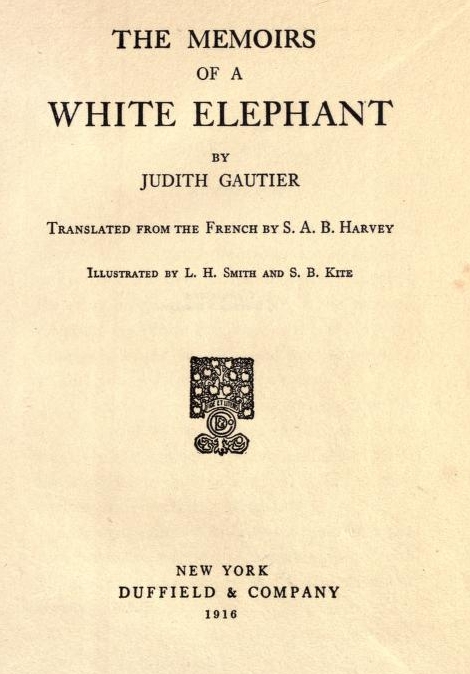 THE MEMOIRS
OF A
WHITE ELEPHANT
BY
JUDITH GAUTIER
TRANSLATED FROM THE FRENCH BY S. A. B. HARVEY
ILLUSTRATED BY L. H. SMITH AND S. B. KITE
NEW YORK
DUFFIELD & COMPANY
1916